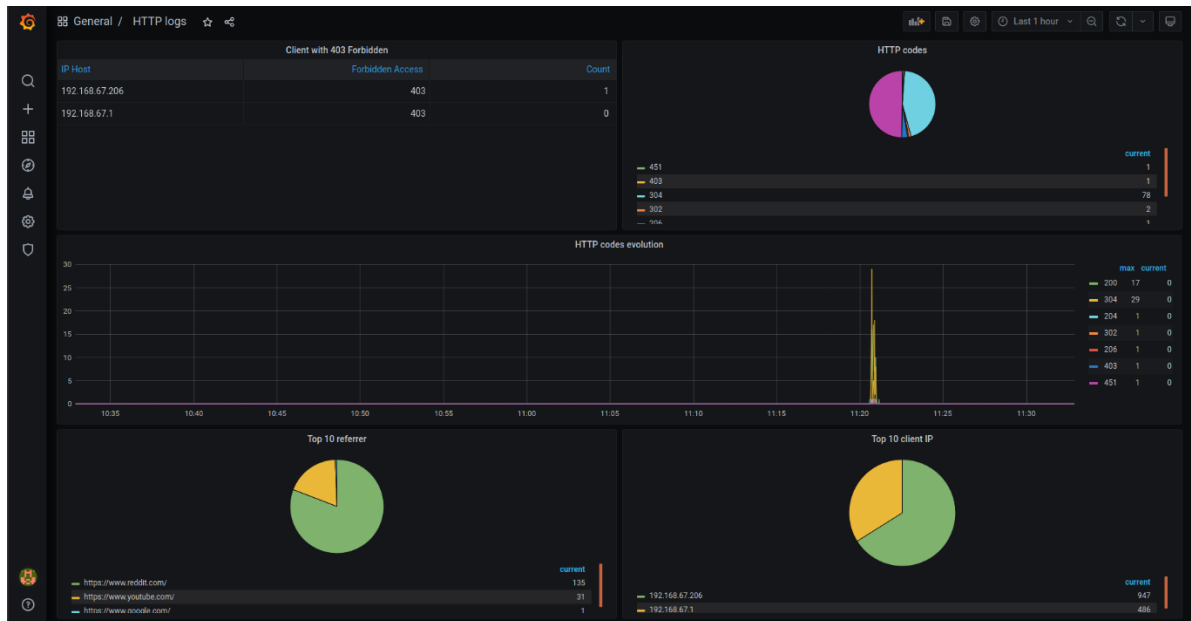 General / HTTP logs
Last 1 hour
Client with 403 Forbidden
IP Host Forbidden Access Count
192.168.67.206 403 1
192.168.67.1 403 0
HTTP codes
current
451 1
403 1
304 78
302 2
206 1
HTTP codes evolution
30
25
20
15
10
5
0
10:35 10:40 10:45 10:50 10:55 11:00 11:05 11:10 11:15 11:20 11:25 11:30
max current
200 17 0
304 29 0
204 1 0
302 1 0
206 1 0
403 1 0
451 1 0
Top 10 referrer
current
https://www.reddit.com/ 135
https://www.youtube.com/ 31
https://www.google.com/ 1
Top 10 client IP
current
192.168.67.206 947
192.168.67.1 486